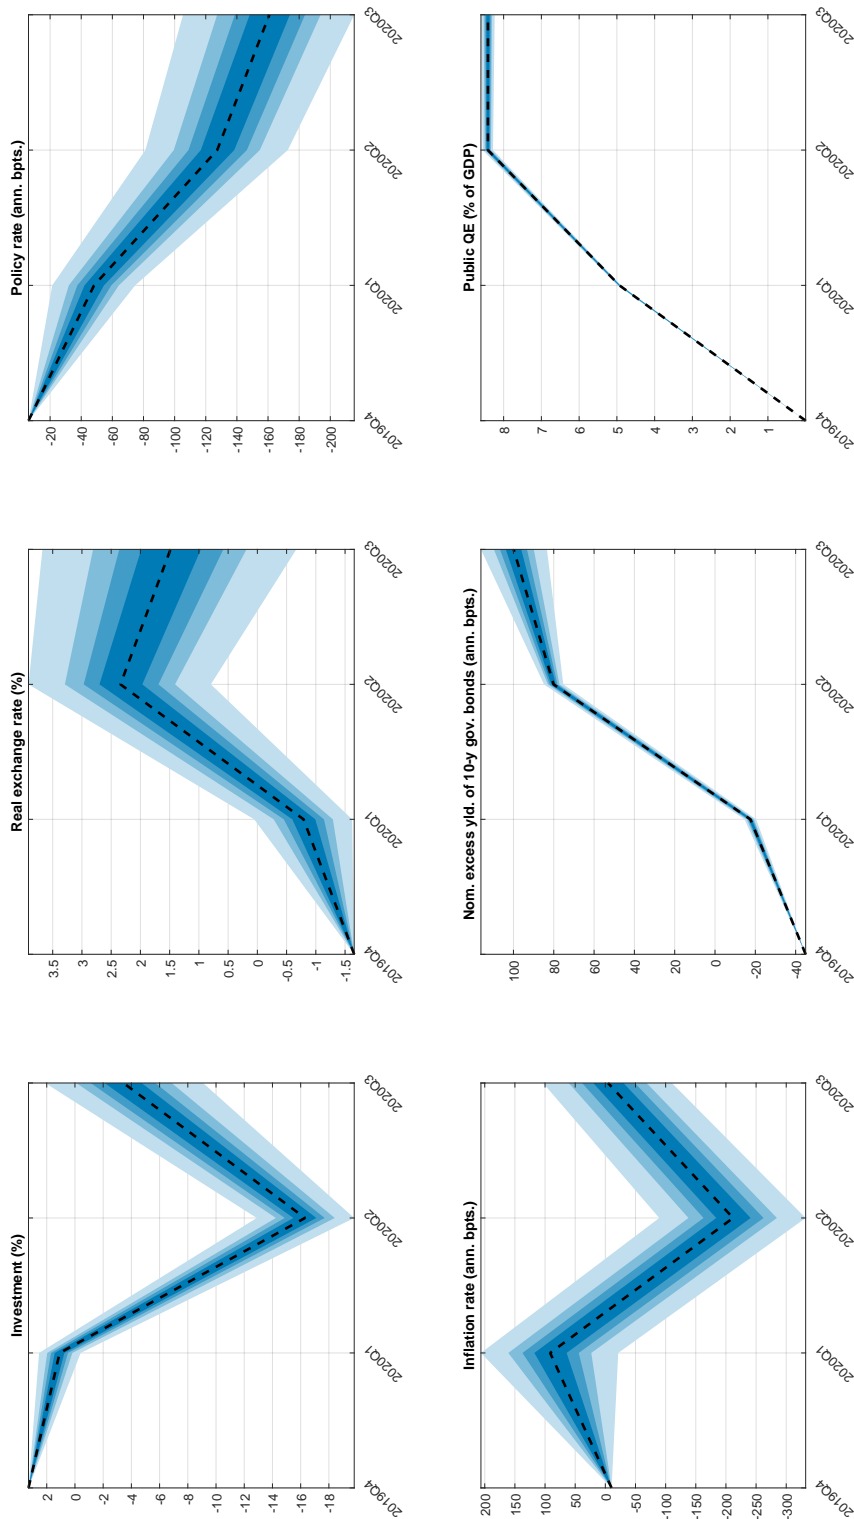 Investment (%)
2
0
-2
-4
-6
-8
-10
-12
-14
-16
-18
2019Q4
2020Q1
2020Q2
2020Q3
Real exchange rate (%)
3.5
3
2.5
2
1.5
1
0.5
0
-0.5
-1
-1.5
2019Q4
2020Q1
2020Q2
2020Q3
Policy rate (ann. bpts.)
-20
-40
-60
-80
-100
-120
-140
-160
-180
-200
2019Q4
2020Q1
2020Q2
2020Q3
Inflation rate (ann. bpts.)
200
150
100
50
0
-50
-100
-150
-200
-250
-300
2019Q4
2020Q1
2020Q2
2020Q3
Nom. excess yld. of 10-y gov. bonds (ann. bpts.)
100
80
60
40
20
0
-20
-40
2019Q4
2020Q1
2020Q2
2020Q3
Public QE (% of GDP)
8
7
6
5
4
3
2
1
2019Q4
2020Q1
2020Q2
2020Q3